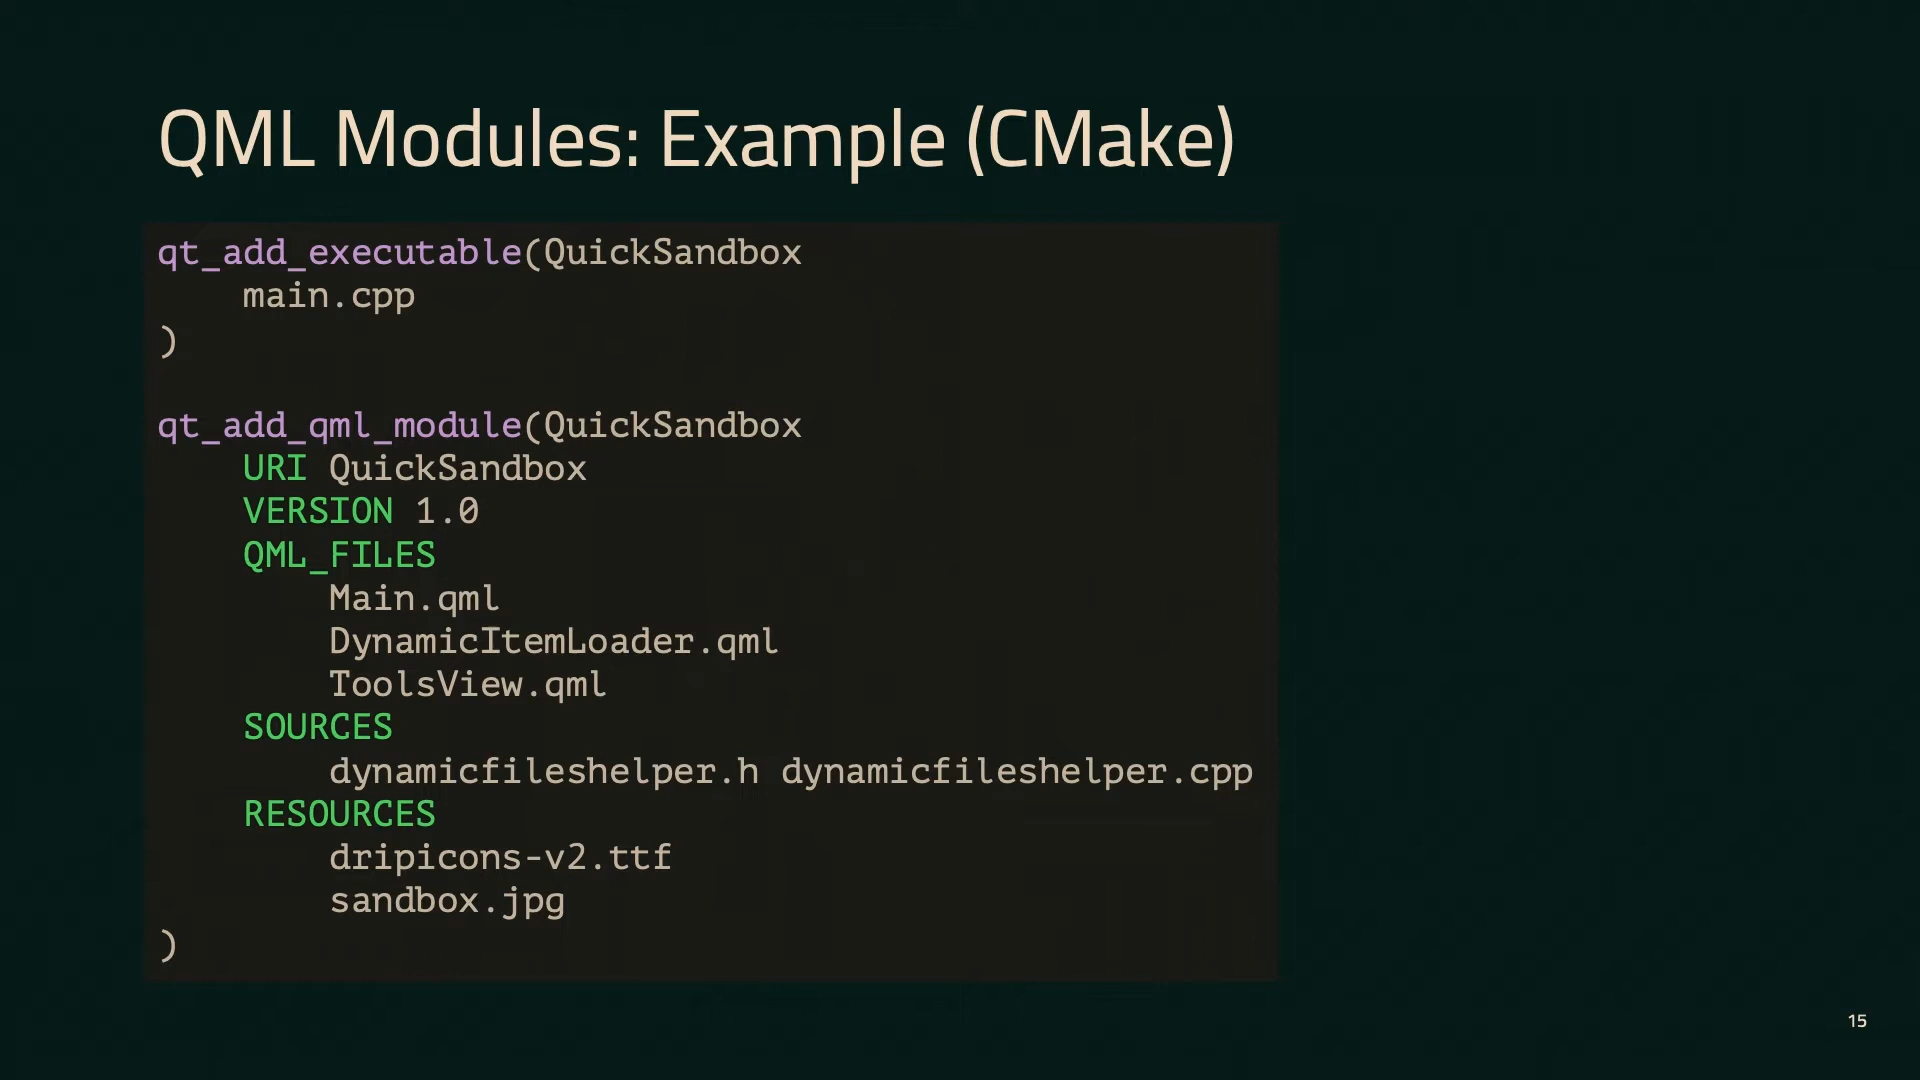 QML Modules: Example (CMake)
qt_add_executable(QuickSandbox
    main.cpp
)

qt_add_qml_module(QuickSandbox
    URI QuickSandbox
    VERSION 1.0
    QML_FILES
        Main.qml
        DynamicItemLoader.qml
        ToolsView.qml
    SOURCES
        dynamicfileshelper.h dynamicfileshelper.cpp
    RESOURCES
        dripicons-v2.ttf
        sandbox.jpg
)
15